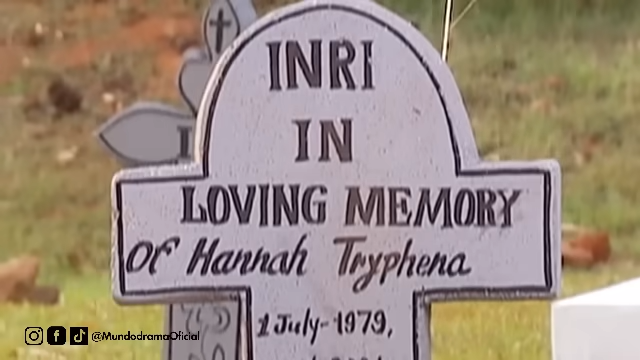 INRI
IN
LOVING MEMORY
Of Hannah Tryphena
1 July-1979,
@MundodramaOficial